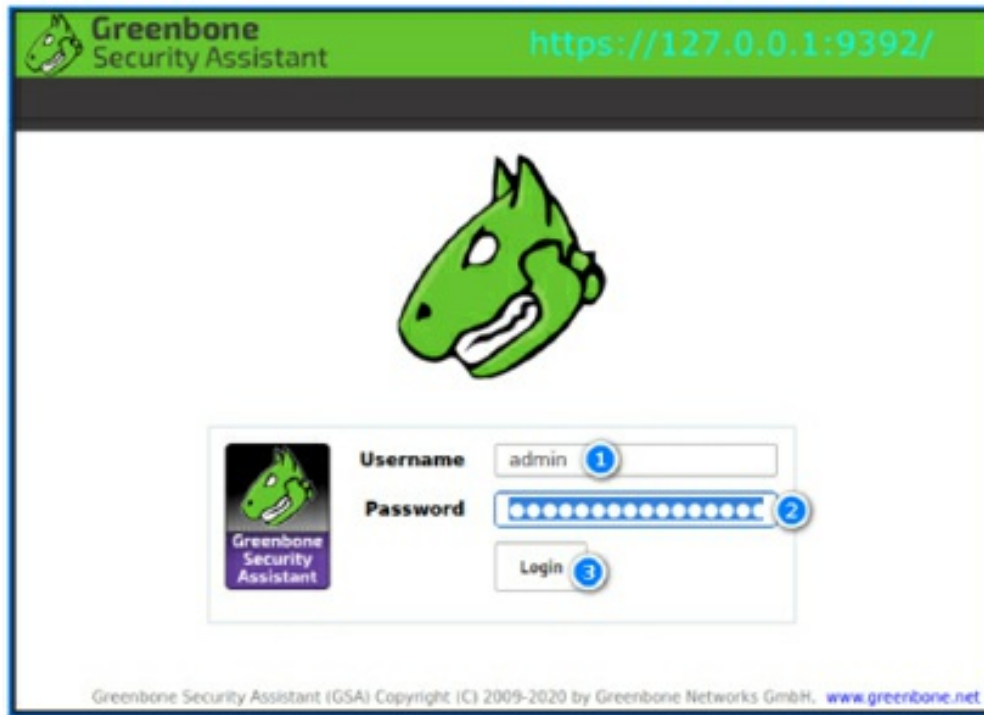 Greenbone
Security Assistant
https://127.0.0.1:9392/
Greenbone
Security
Assistant
Username
admin
1
Password
2
Login
3
Greenbone Security Assistant (GSA) Copyright (C) 2009-2020 by Greenbone Networks GmbH, www.greenbone.net